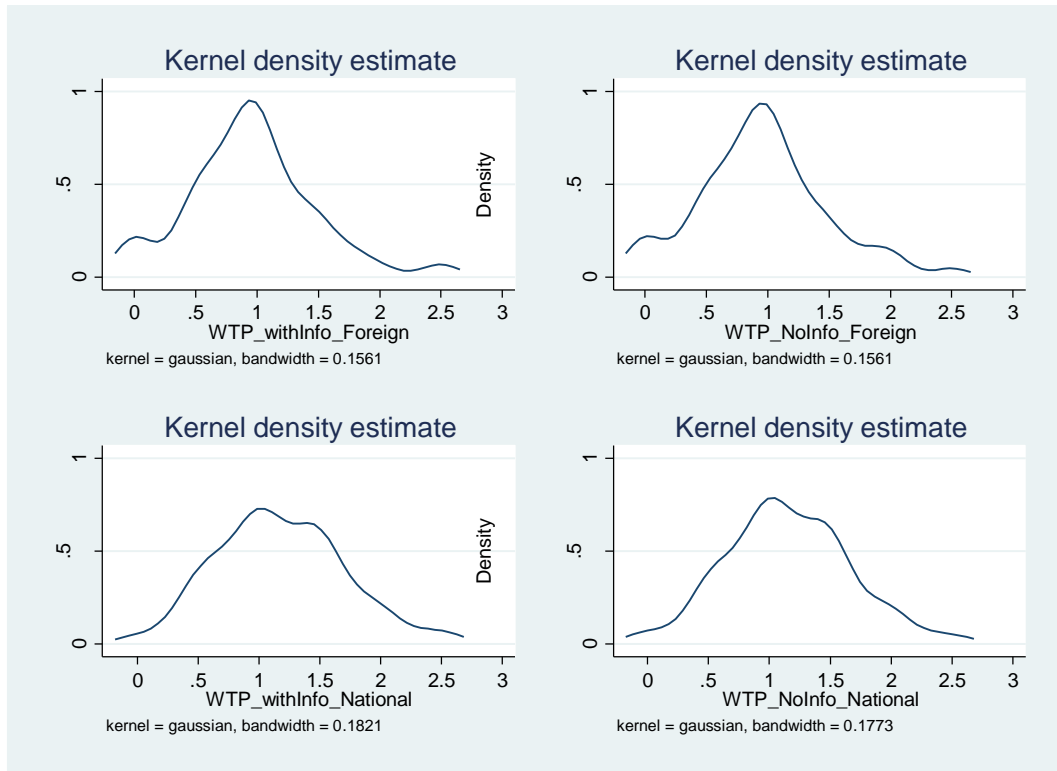 Kernel density estimate
1
.5
0
0 .5 1 1.5 2 2.5 3
WTP_withInfo_Foreign
kernel = gaussian, bandwidth = 0.1561
Kernel density estimate
Density
1
.5
0
0 .5 1 1.5 2 2.5 3
WTP_NoInfo_Foreign
kernel = gaussian, bandwidth = 0.1561
Kernel density estimate
1
.5
0
0 .5 1 1.5 2 2.5 3
WTP_withInfo_National
kernel = gaussian, bandwidth = 0.1821
Kernel density estimate
Density
1
.5
0
0 .5 1 1.5 2 2.5 3
WTP_NoInfo_National
kernel = gaussian, bandwidth = 0.1773